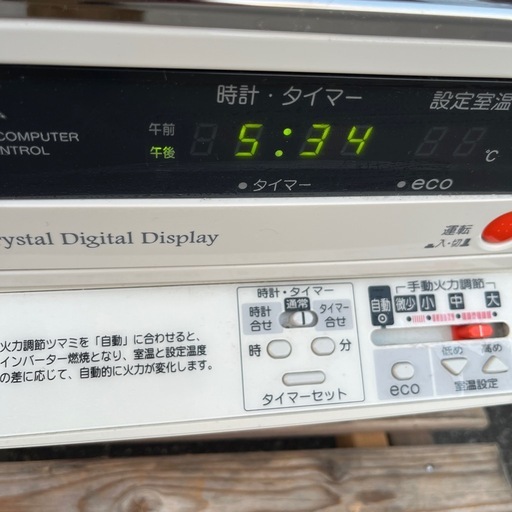 時計・タイマー 設定室温
COMPUTER
午前
午後
5:34
℃
• タイマー
• eco
Crystal Digital Display
運転
入・切
時計・タイマー
時計合せ
通常
タイマー合せ
時
分
タイマーセット
手動火力調節
自動
微少
小
中
大
eco
低め
高め
室温設定
火力調節ツマミを「自動」に合わせると、
インバーター燃焼となり、室温と設定温度
の差に応じて、自動的に火力が変化します。